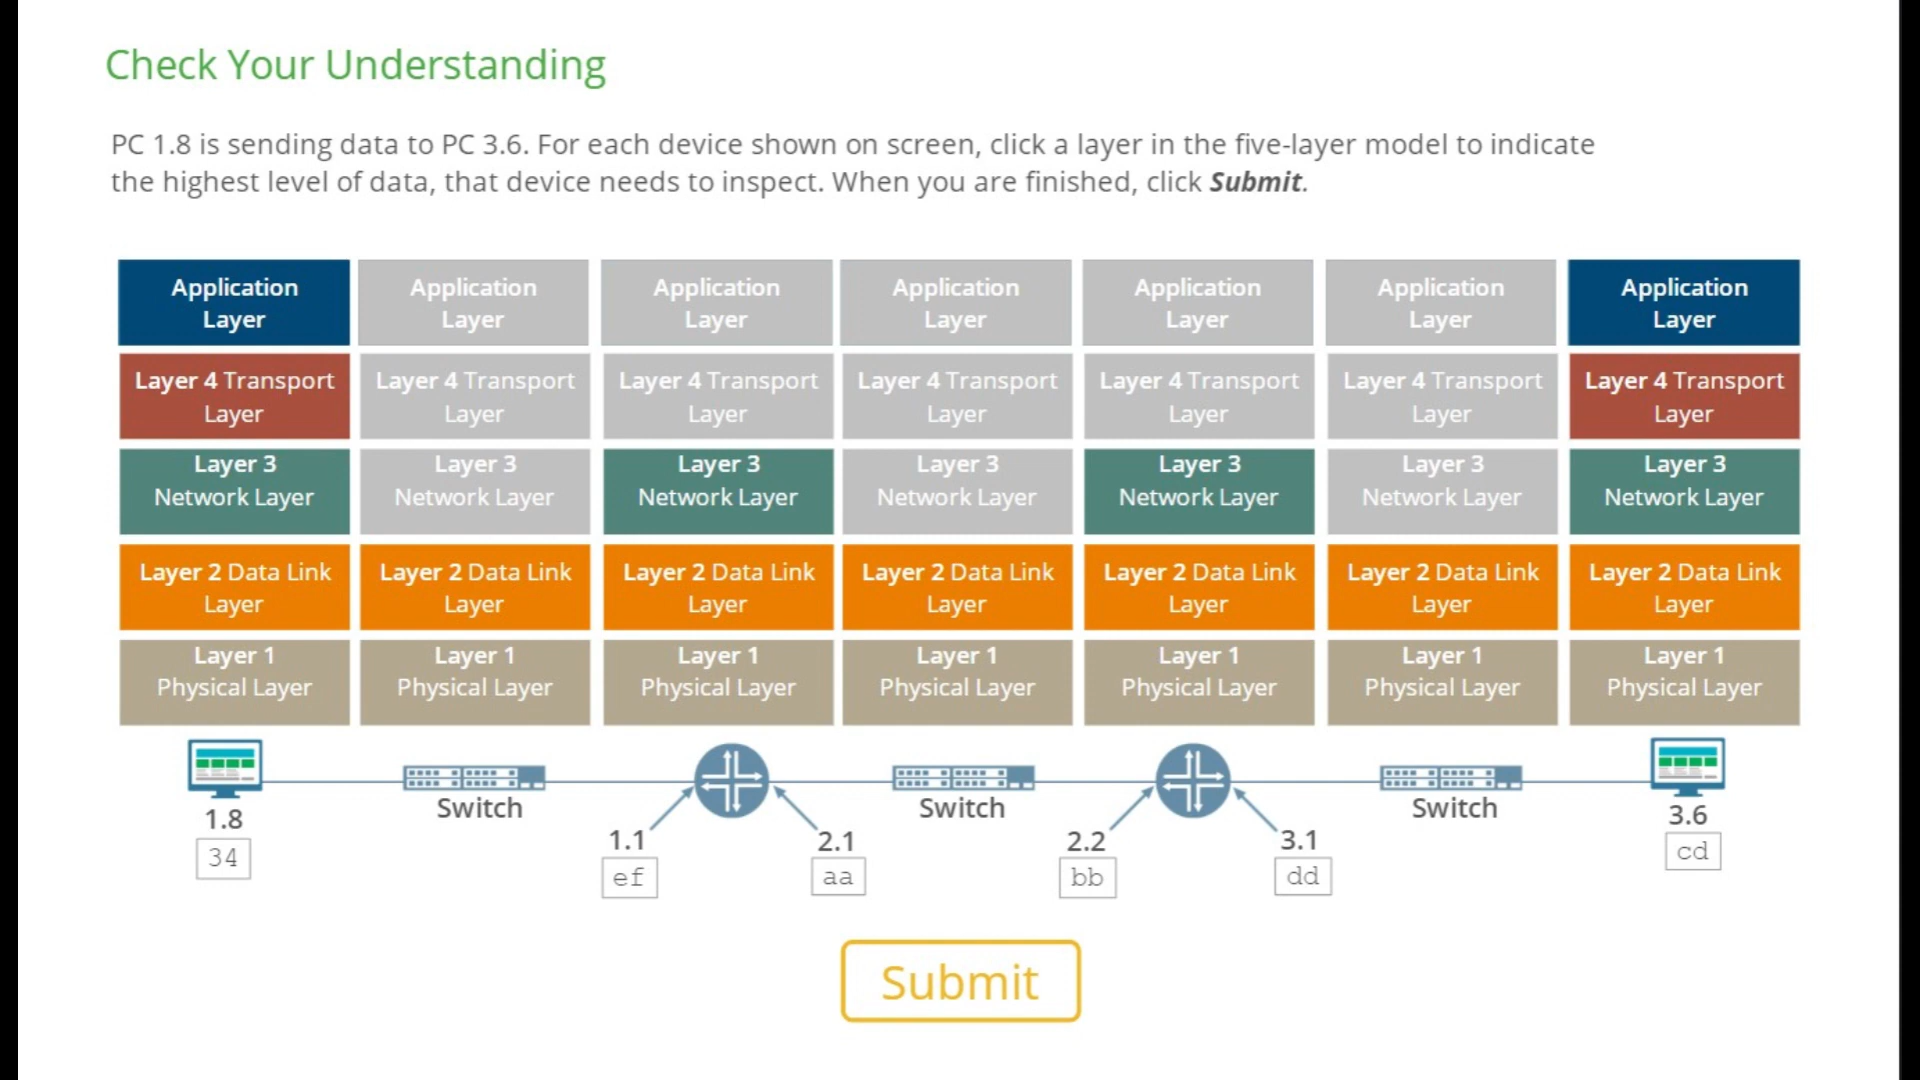 Check Your Understanding
PC 1.8 is sending data to PC 3.6. For each device shown on screen, click a layer in the five-layer model to indicate
the highest level of data, that device needs to inspect. When you are finished, click Submit.
Application Layer
Application Layer
Application Layer
Application Layer
Application Layer
Application Layer
Application Layer
Layer 4 Transport Layer
Layer 4 Transport Layer
Layer 4 Transport Layer
Layer 4 Transport Layer
Layer 4 Transport Layer
Layer 4 Transport Layer
Layer 4 Transport Layer
Layer 3 Network Layer
Layer 3 Network Layer
Layer 3 Network Layer
Layer 3 Network Layer
Layer 3 Network Layer
Layer 3 Network Layer
Layer 3 Network Layer
Layer 2 Data Link Layer
Layer 2 Data Link Layer
Layer 2 Data Link Layer
Layer 2 Data Link Layer
Layer 2 Data Link Layer
Layer 2 Data Link Layer
Layer 2 Data Link Layer
Layer 1 Physical Layer
Layer 1 Physical Layer
Layer 1 Physical Layer
Layer 1 Physical Layer
Layer 1 Physical Layer
Layer 1 Physical Layer
Layer 1 Physical Layer
1.8
34
Switch
1.1
ef
2.1
aa
Switch
2.2
bb
3.1
dd
Switch
3.6
cd
Submit